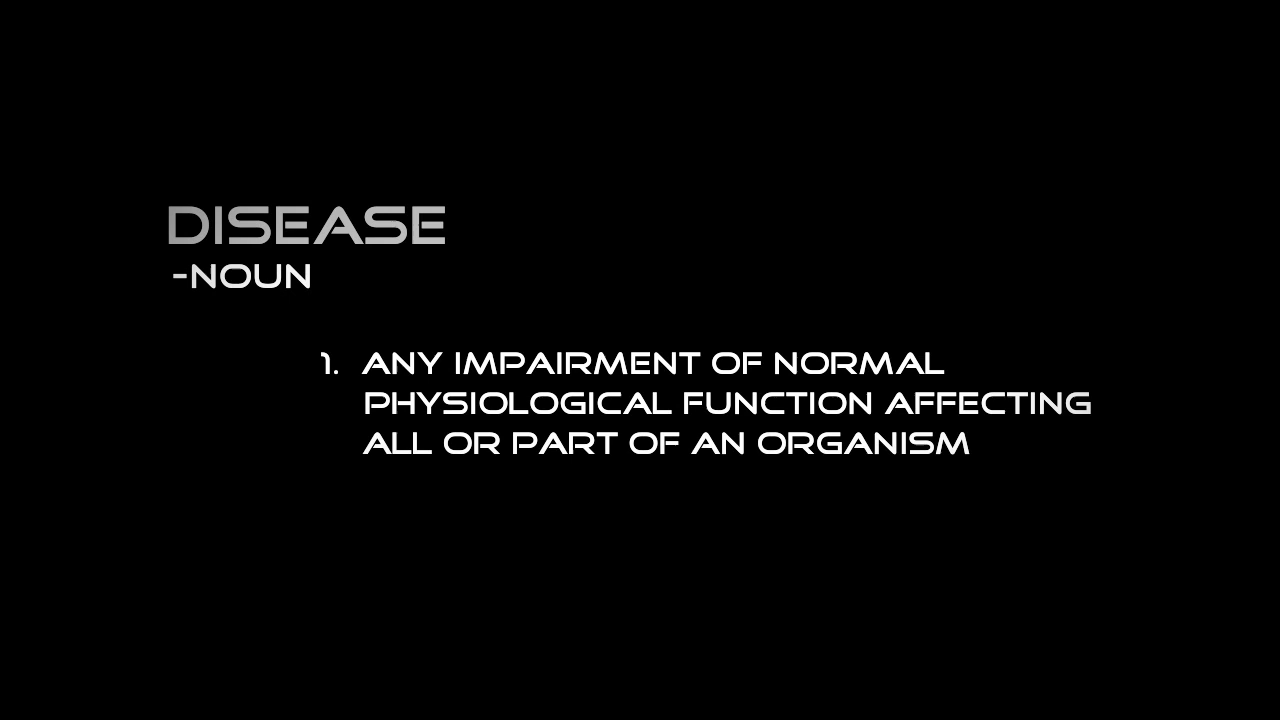 DISEASE
-NOUN
1. ANY IMPAIRMENT OF NORMAL
PHYSIOLOGICAL FUNCTION AFFECTING
ALL OR PART OF AN ORGANISM